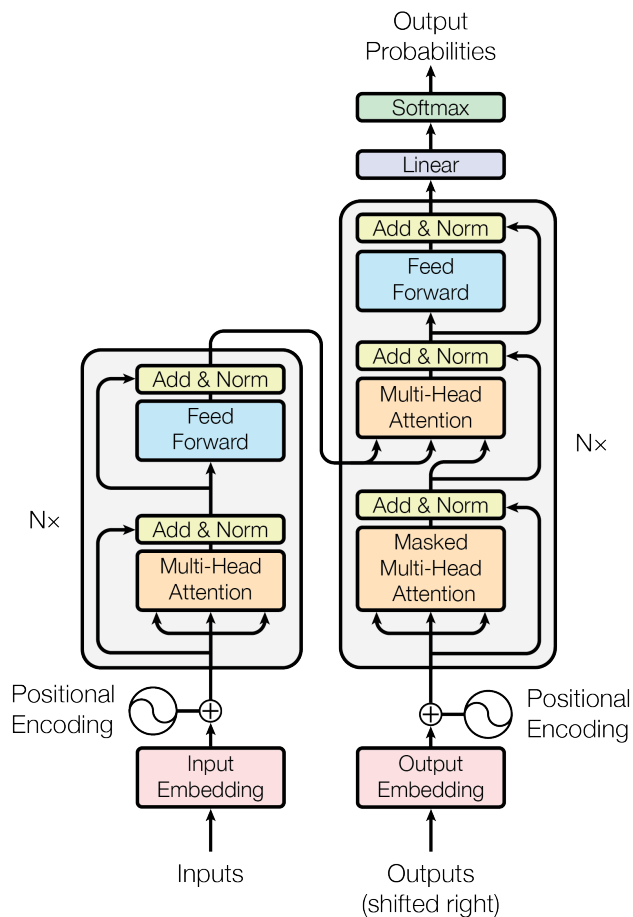 Output
Probabilities
Softmax
Linear
Add & Norm
Feed
Forward
Add & Norm
Multi-Head
Attention
Add & Norm
Masked
Multi-Head
Attention
N×
Add & Norm
Feed
Forward
Add & Norm
Multi-Head
Attention
N×
Positional
Encoding
Positional
Encoding
Input
Embedding
Output
Embedding
Inputs
Outputs
(shifted right)